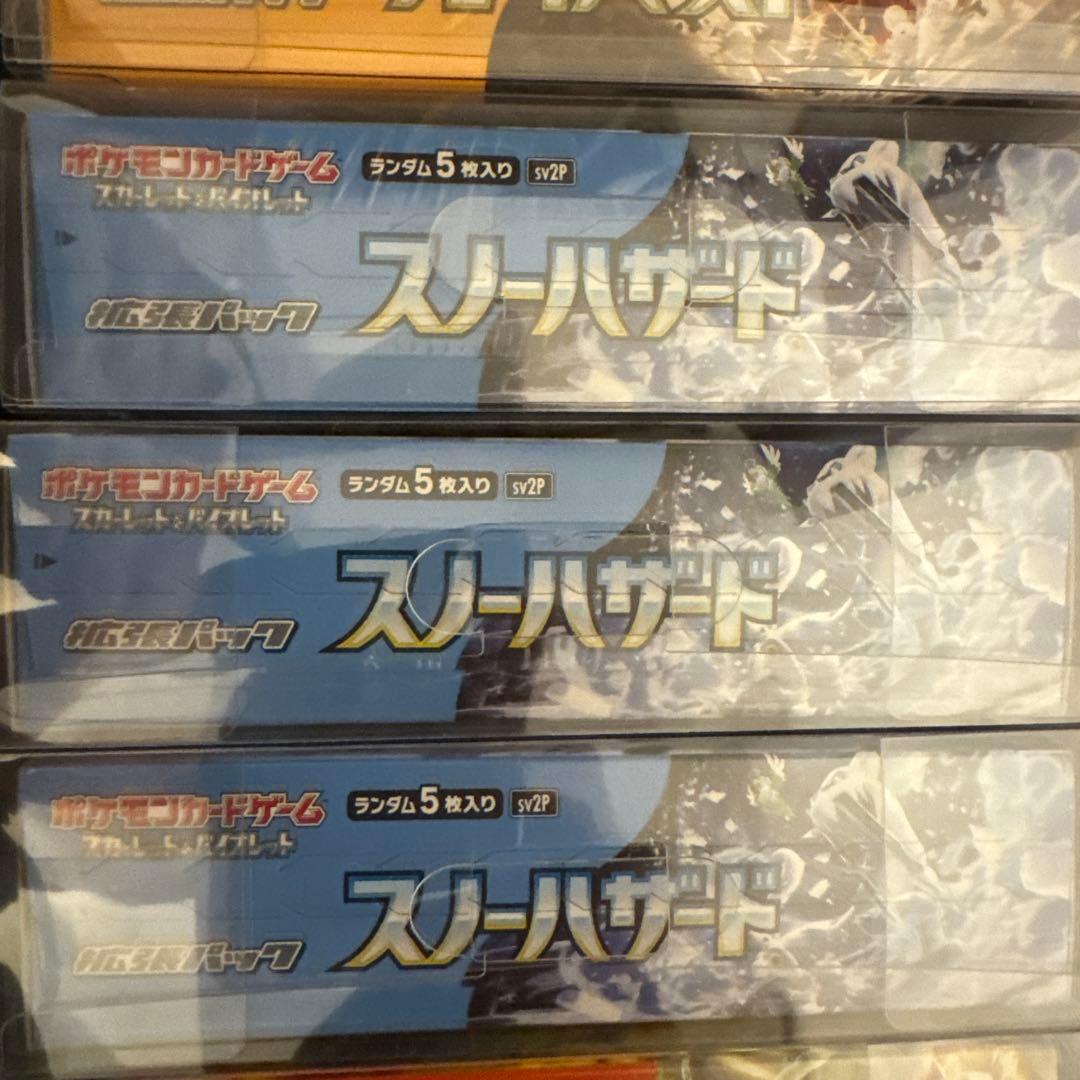 ポケモンカードゲーム
スカーレット&バイオレット
ランダム5枚入り sv2P
拡張パック
スノーハザード
ポケモンカードゲーム
スカーレット&バイオレット
ランダム5枚入り sv2P
拡張パック
スノーハザード
ポケモンカードゲーム
スカーレット&バイオレット
ランダム5枚入り sv2P
拡張パック
スノーハザード